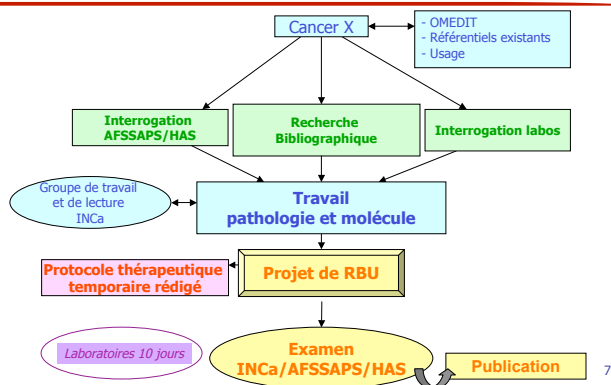 Cancer X
- OMEDIT
- Référentiels existants
- Usage
Interrogation
AFSSAPS/HAS
Recherche
Bibliographique
Interrogation labos
Groupe de travail
et de lecture
INCa
Travail
pathologie et molécule
Protocole thérapeutique
temporaire rédigé
Projet de RBU
Laboratoires 10 jours
Examen
INCa/AFSSAPS/HAS
Publication
7